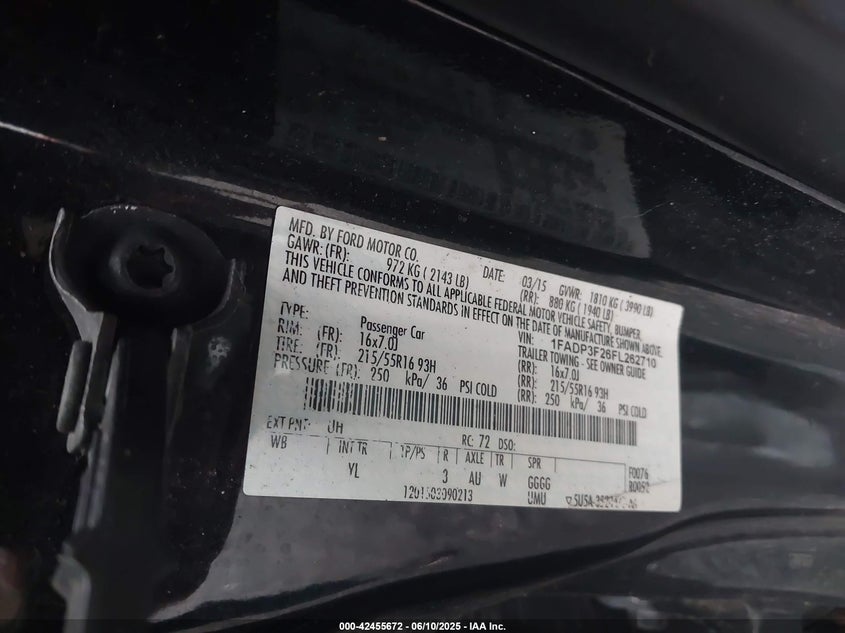 MFD. BY FORD MOTOR CO.
DATE: 03/15 GVWR: 1810 KG ( 3990 LB)
GAWR: (FR): 972 KG ( 2143 LB) (RR): 880 KG ( 1940 LB)
THIS VEHICLE CONFORMS TO ALL APPLICABLE FEDERAL MOTOR VEHICLE SAFETY, BUMPER
AND THEFT PREVENTION STANDARDS IN EFFECT ON THE DATE OF MANUFACTURE SHOWN ABOVE.
VIN: 1FADP3F26FL262710
TYPE: Passenger Car TRAILER TOWING - SEE OWNER GUIDE
RIM: (FR): 16x7.0J (RR): 16x7.0J
TIRE: (FR): 215/55R16 93H (RR): 215/55R16 93H
PRESSURE (FR): 250 kPa/ 36 PSI COLD (RR): 250 kPa/ 36 PSI COLD
EXT PNT: UH RC: 72 DSO:
WB INT TR TP/PS R AXLE TR SPR F0076
YL 3 AU W GGGG
1201503090213 UMU
000-42455672 - 06/10/2025 - IAA Inc.